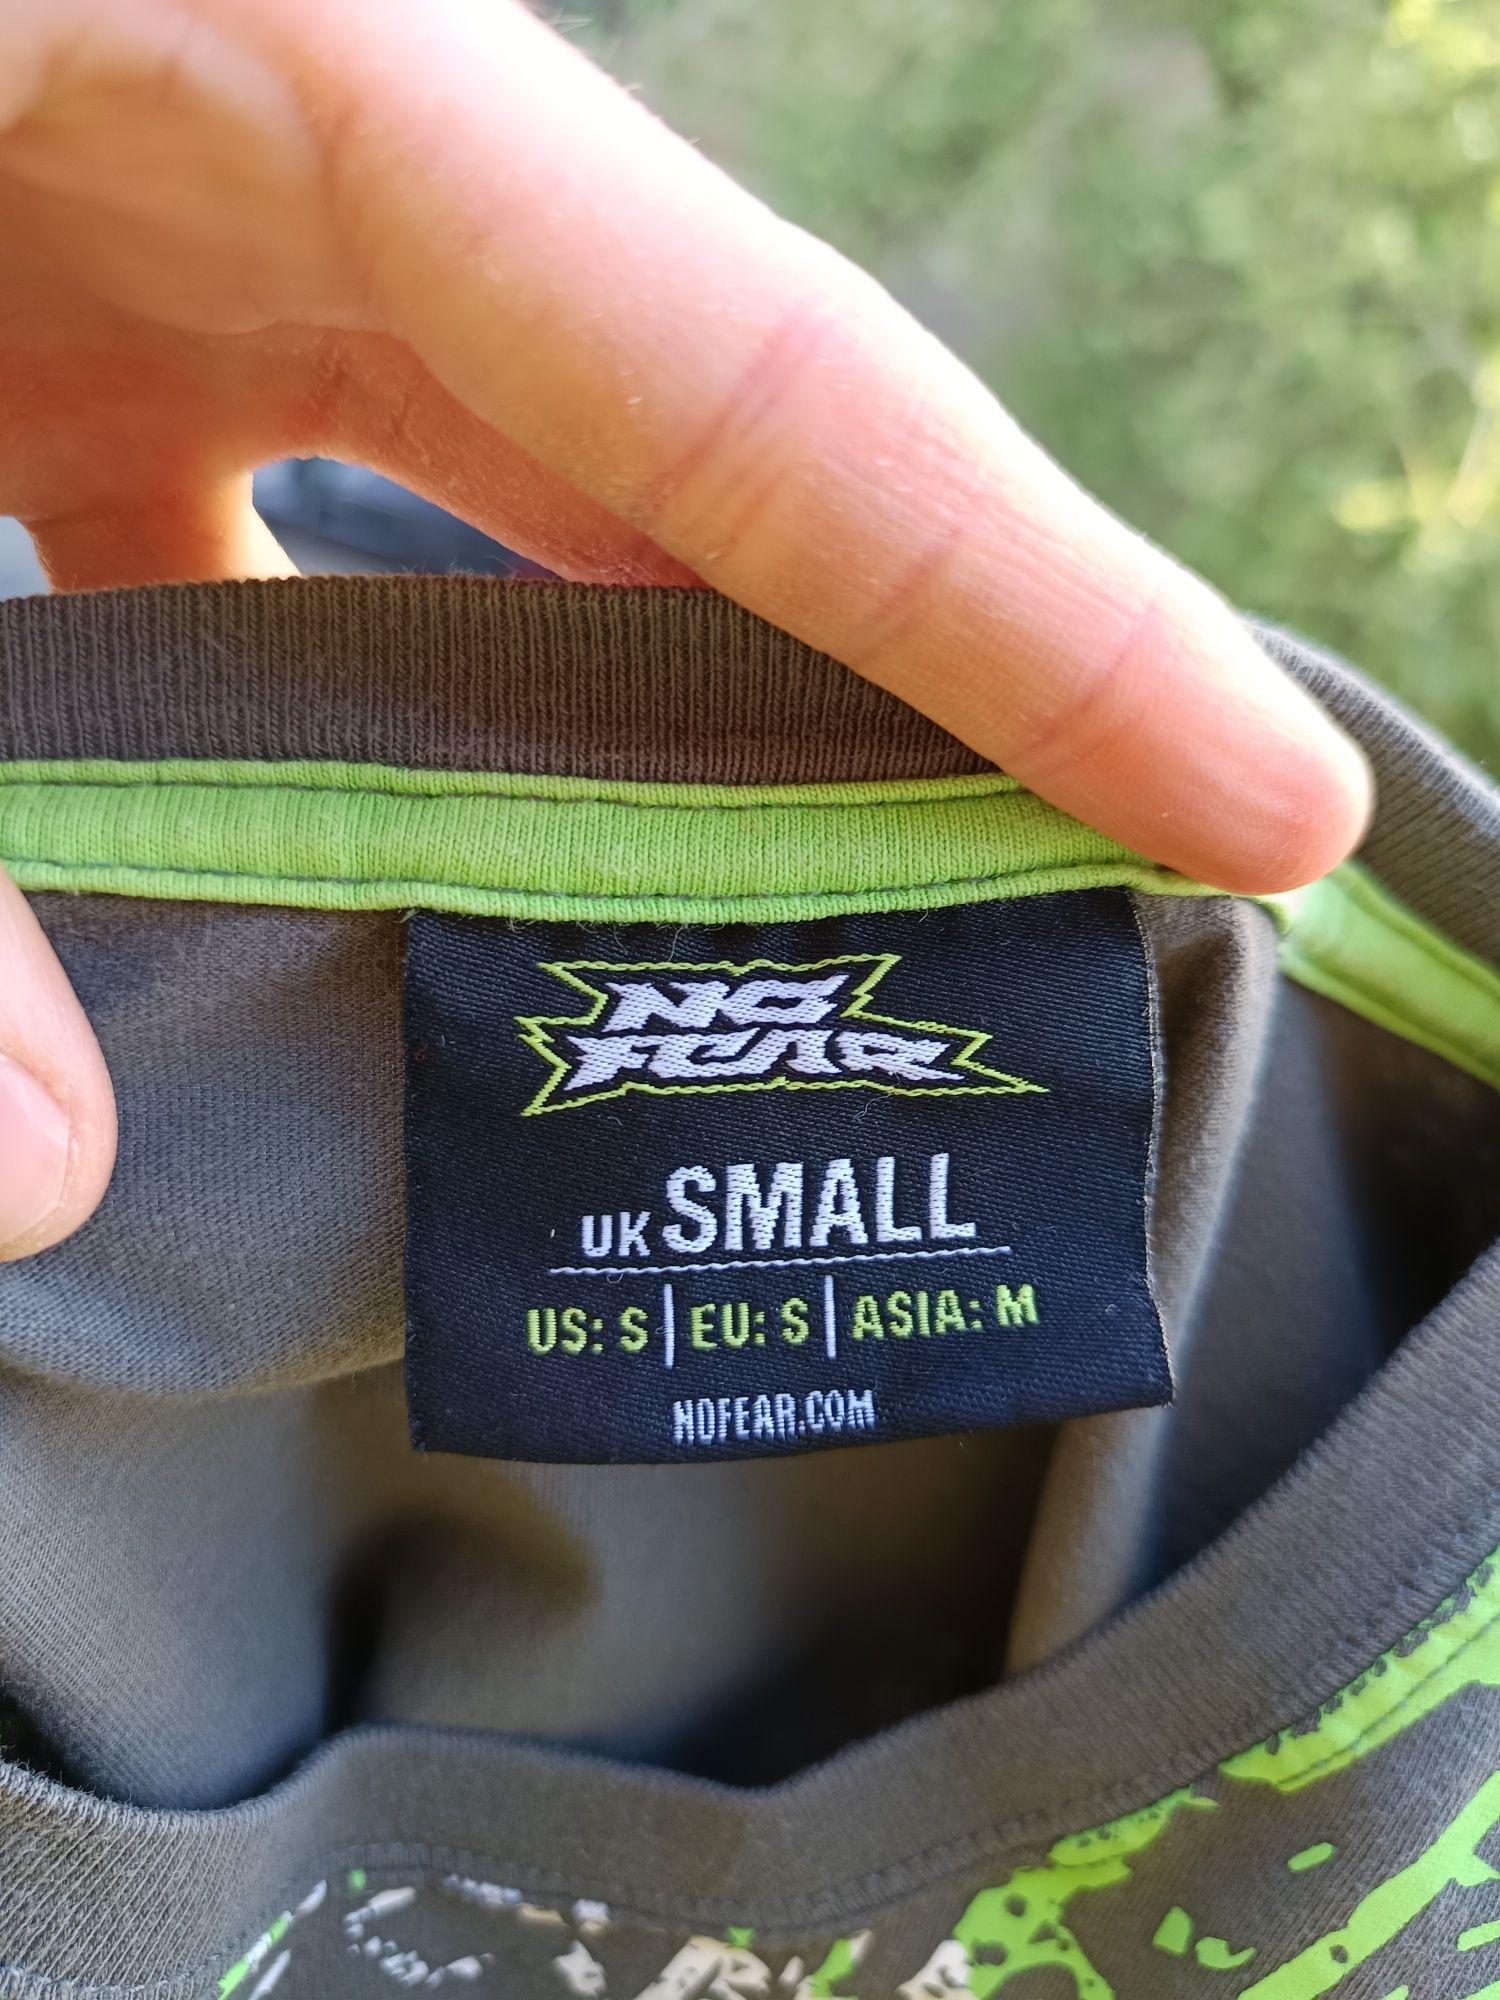 NO
FEAR
UK SMALL
US: S | EU: S | ASIA: M
NOFEAR.COM